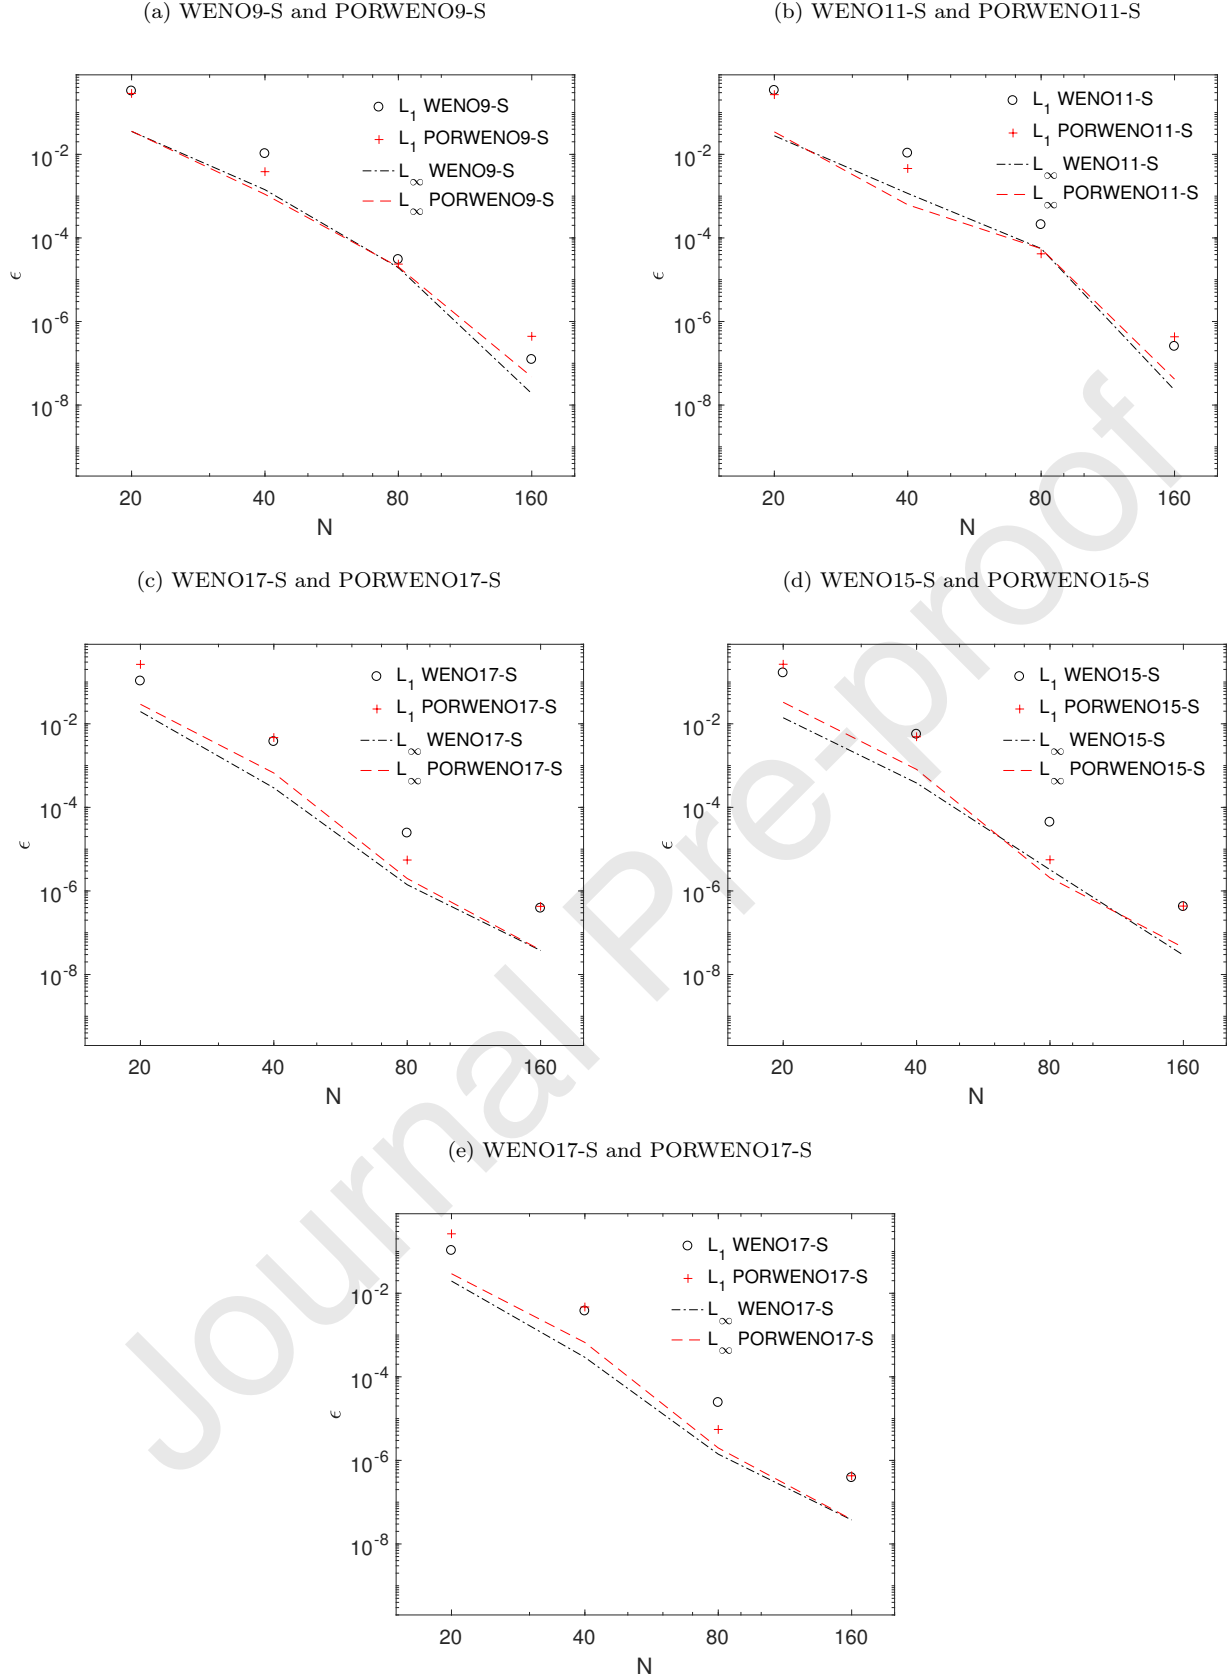 (a) WENO9-S and PORWENO9-S
L1 WENO9-S
L1 PORWENO9-S
L∞ WENO9-S
L∞ PORWENO9-S
10-2
10-4
10-6
10-8
ϵ
20 40 80 160
N
(b) WENO11-S and PORWENO11-S
L1 WENO11-S
L1 PORWENO11-S
L∞ WENO11-S
L∞ PORWENO11-S
10-2
10-4
10-6
10-8
ϵ
20 40 80 160
N
(c) WENO17-S and PORWENO17-S
L1 WENO17-S
L1 PORWENO17-S
L∞ WENO17-S
L∞ PORWENO17-S
10-2
10-4
10-6
10-8
ϵ
20 40 80 160
N
(d) WENO15-S and PORWENO15-S
L1 WENO15-S
L1 PORWENO15-S
L∞ WENO15-S
L∞ PORWENO15-S
10-2
10-4
10-6
10-8
ϵ
20 40 80 160
N
(e) WENO17-S and PORWENO17-S
L1 WENO17-S
L1 PORWENO17-S
L∞ WENO17-S
L∞ PORWENO17-S
10-2
10-4
10-6
10-8
ϵ
20 40 80 160
N
Journal Pre-proof